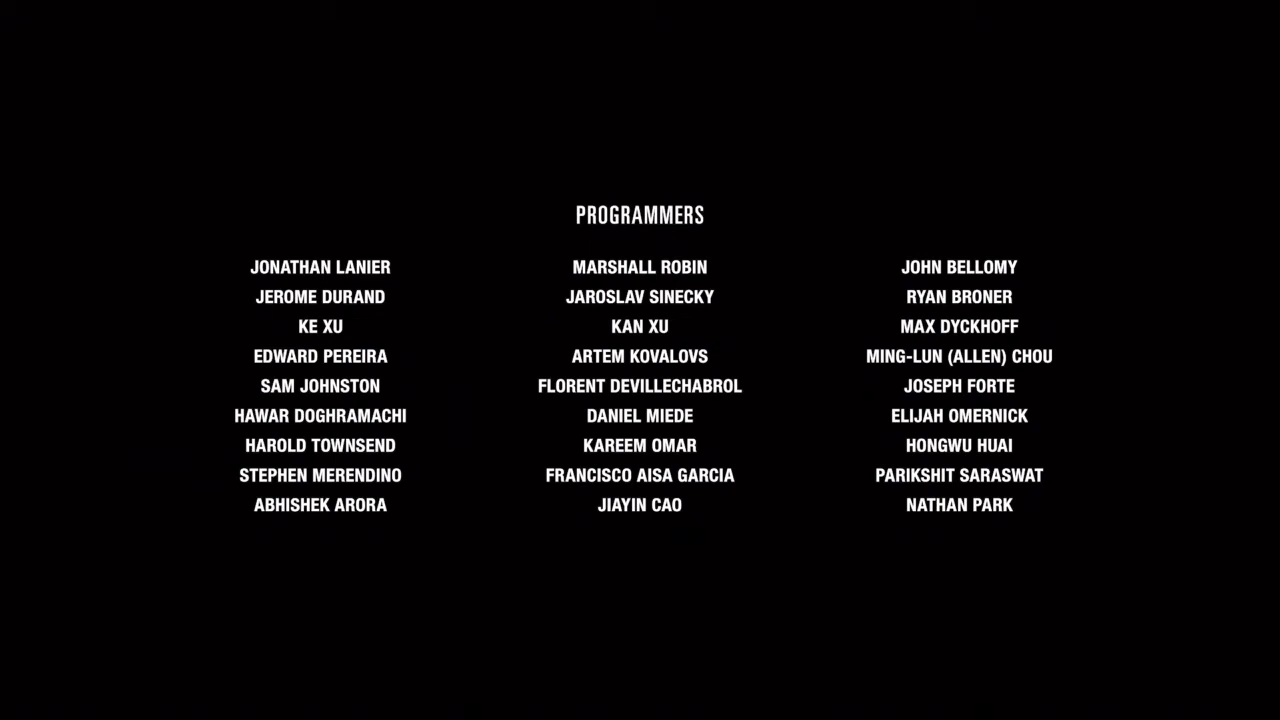 PROGRAMMERS
JONATHAN LANIER MARSHALL ROBIN JOHN BELLOMY
JEROME DURAND JAROSLAV SINECKY RYAN BRONER
KE XU KAN XU MAX DYCKHOFF
EDWARD PEREIRA ARTEM KOVALOVS MING-LUN (ALLEN) CHOU
SAM JOHNSTON FLORENT DEVILLECHABROL JOSEPH FORTE
HAWAR DOGHRAMACHI DANIEL MIEDE ELIJAH OMERNICK
HAROLD TOWNSEND KAREEM OMAR HONGWU HUAI
STEPHEN MERENDINO FRANCISCO AISA GARCIA PARIKSHIT SARASWAT
ABHISHEK ARORA JIAYIN CAO NATHAN PARK